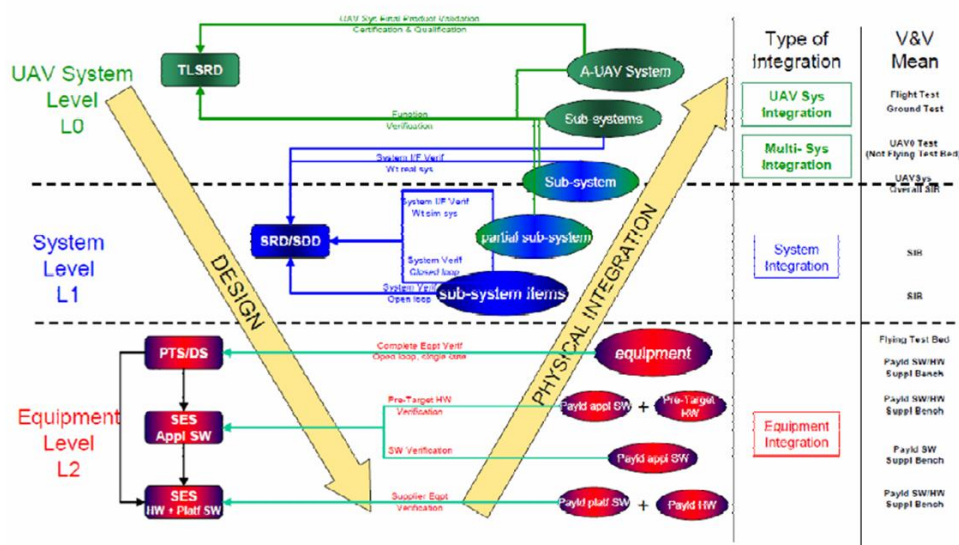 UAV Sys Final Product Validation
Certification & Qualification
Type of
Integration
V&V
Mean
UAV System
Level
L0
TLSRD
A-UAV System
UAV Sys
Integration
Flight Test
Ground Test
Function
Verification
Sub-systems
Multi- Sys
Integration
UAV0 Test
(Not Flying Test Bed)
System I/F Verif
Wt real sys
Sub-system
UAVSys
Overall SIB
System
Level
L1
SRD/SDD
System I/F Verif
Wt sim sys
partial sub-system
System
Integration
SIB
System Verif
Closed loop
System Verif
Open loop
sub-system items
SIB
DESIGN
PHYSICAL INTEGRATION
Equipment
Level
L2
PTS/DS
Complete Eqpt Verif
Open loop, single lane
equipment
Flying Test Bed
Payld SW/HW
Suppl Bench
SES
Appl SW
Pre-Target HW
Verification
Payld appl SW
+
Pre-Target
HW
Equipment
Integration
Payld SW/HW
Suppl Bench
SW Verification
Payld appl SW
Payld SW
Suppl Bench
SES
HW + Platf SW
Supplier Eqpt
Verification
Payld platf SW
+
Payld HW
Payld SW/HW
Suppl Bench